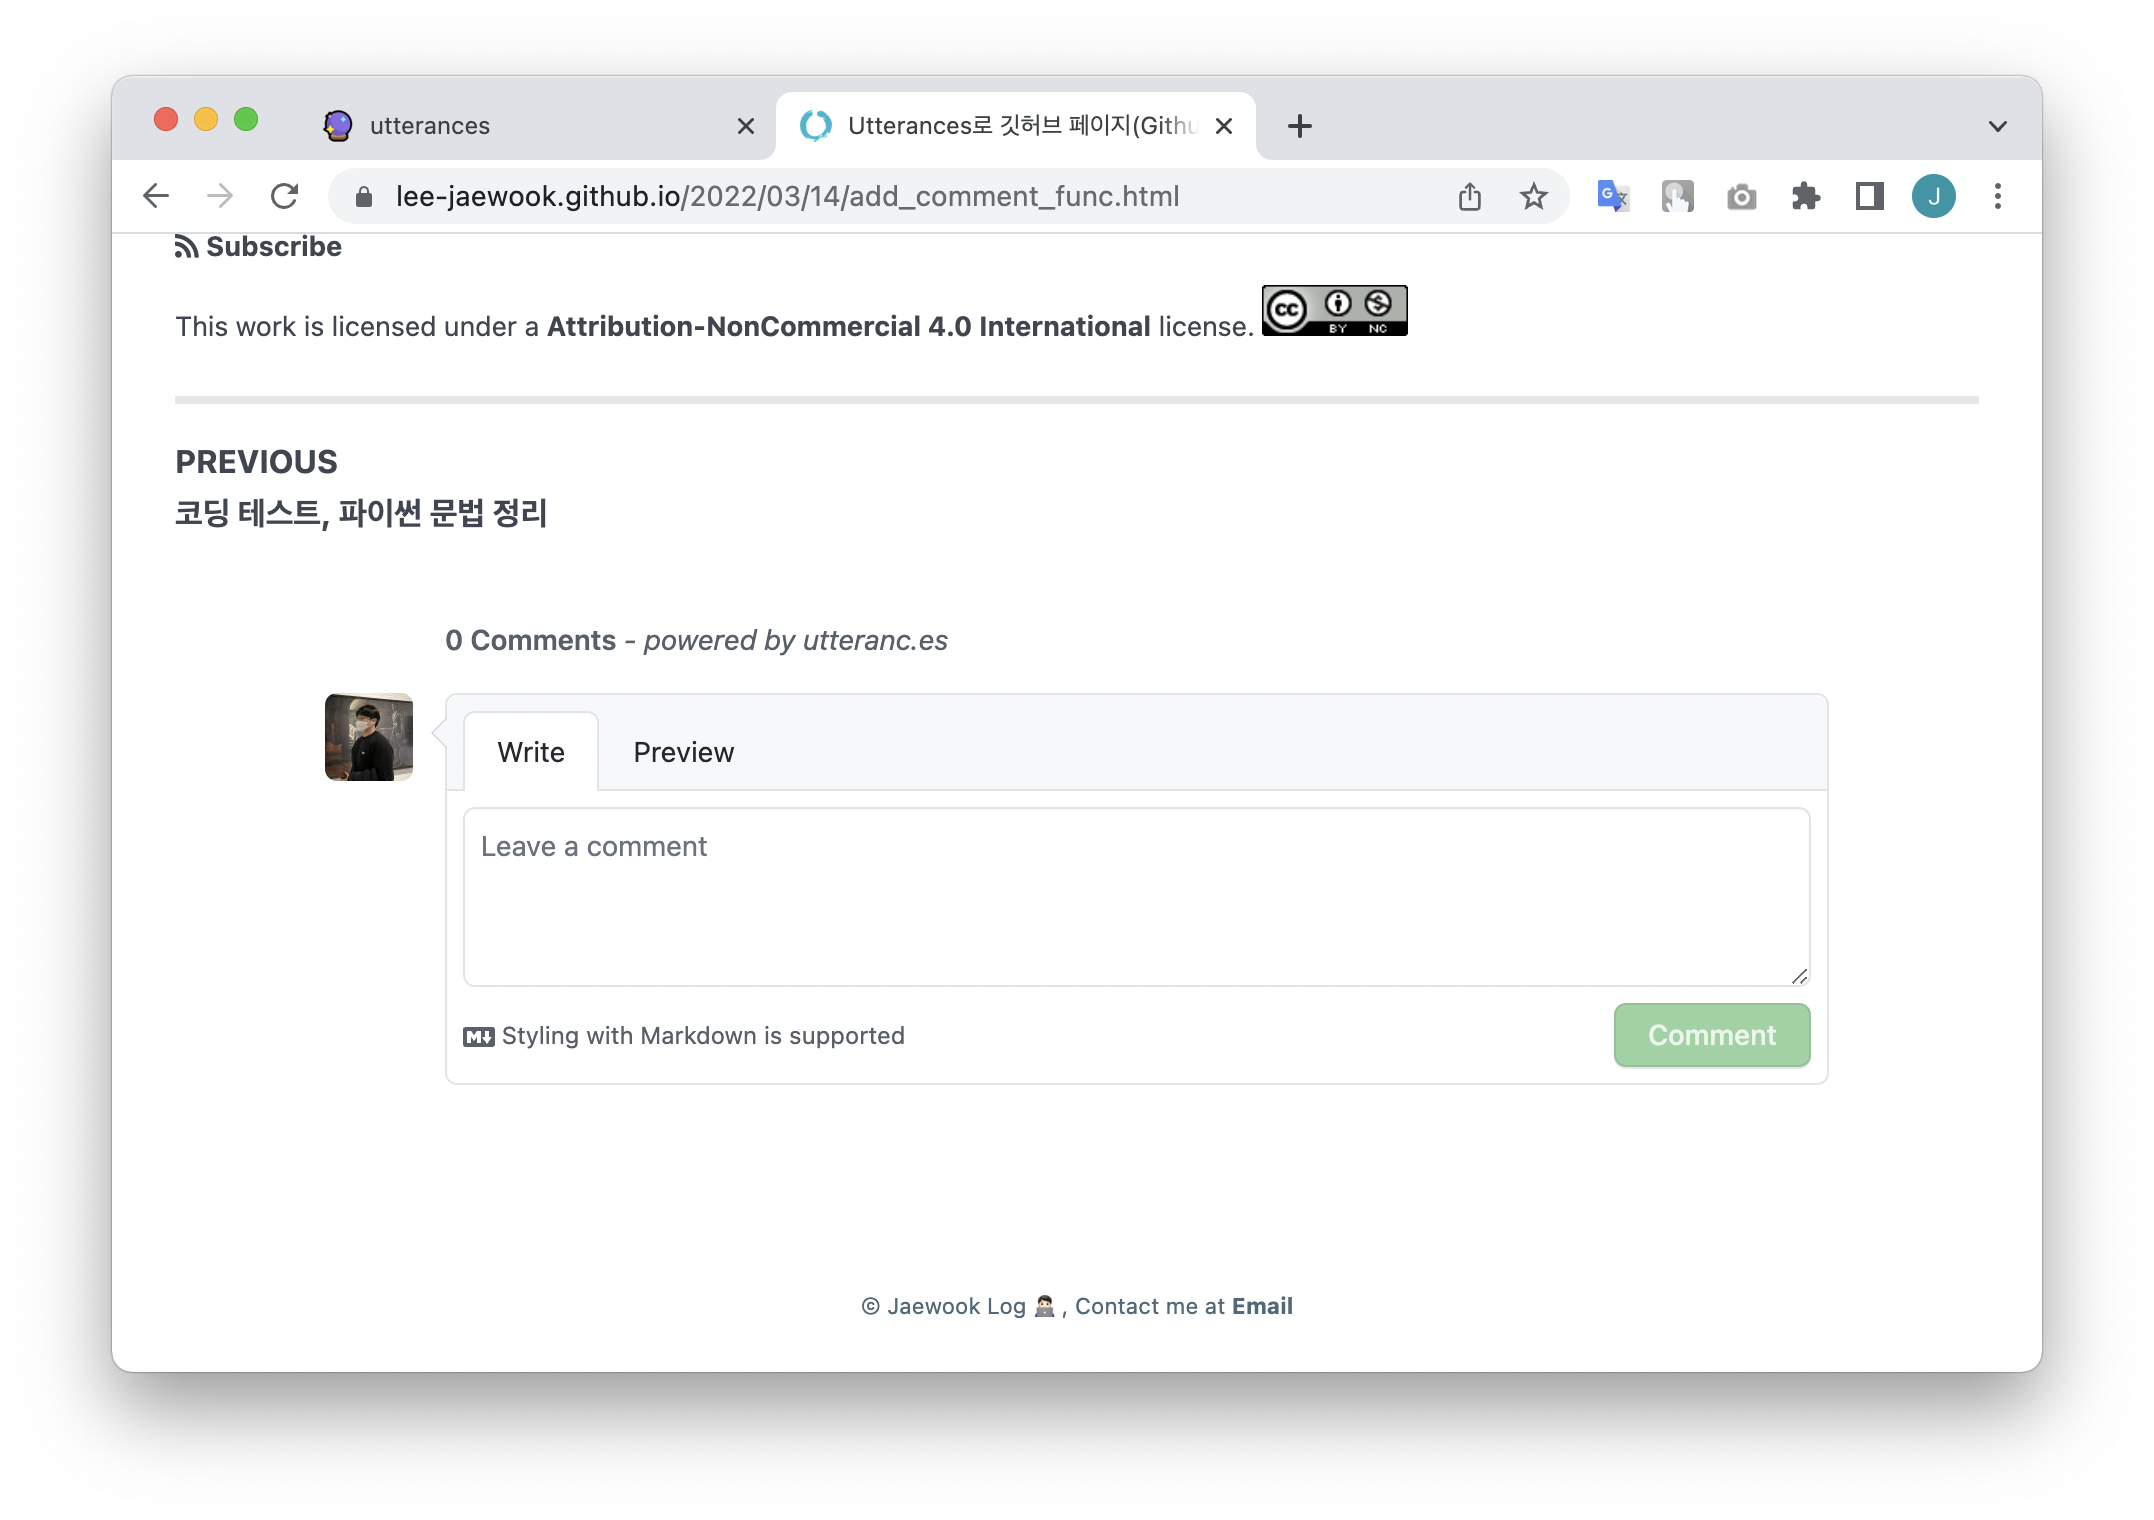 utterances
Utterances로 깃허브 페이지(Githu
lee-jaewook.github.io/2022/03/14/add_comment_func.html
J
Subscribe
This work is licensed under a Attribution-NonCommercial 4.0 International license.
cc BY NC
PREVIOUS
코딩 테스트, 파이썬 문법 정리
0 Comments - powered by utteranc.es
Write Preview
Leave a comment
M Styling with Markdown is supported
Comment
© Jaewook Log 🧑🏻‍💻, Contact me at Email